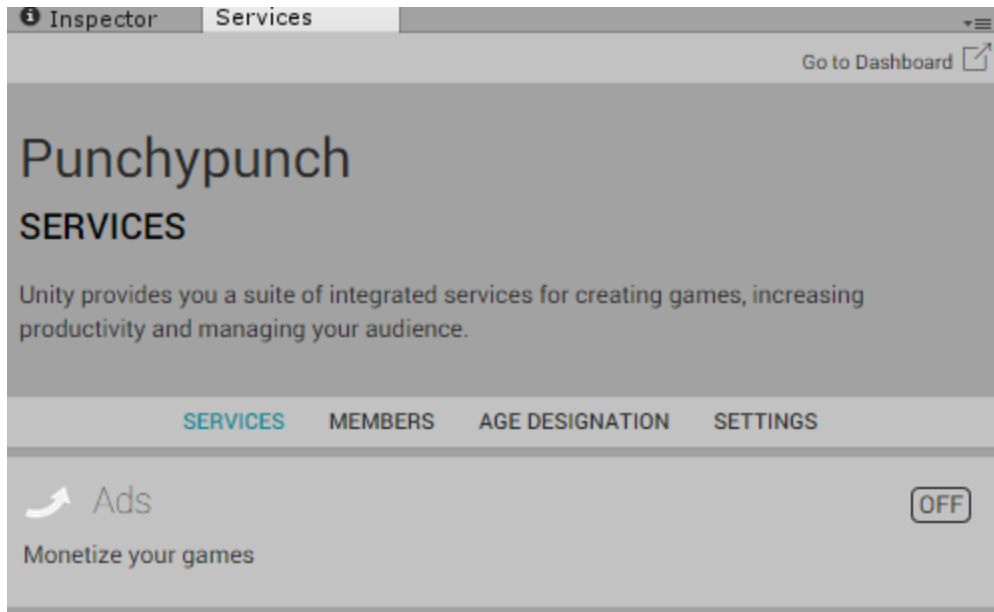 Inspector
Services
Go to Dashboard
Punchypunch
SERVICES
Unity provides you a suite of integrated services for creating games, increasing
productivity and managing your audience.
SERVICES MEMBERS AGE DESIGNATION SETTINGS
Ads
OFF
Monetize your games